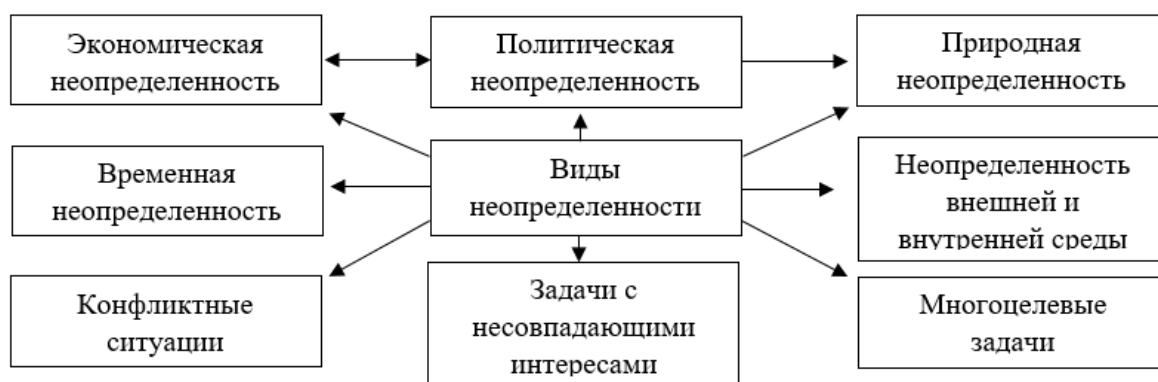 Экономическая
неопределенность
Политическая
неопределенность
Природная
неопределенность
Временная
неопределенность
Виды
неопределенности
Неопределенность
внешней и
внутренней среды
Конфликтные
ситуации
Задачи с
несовпадающими
интересами
Многоцелевые
задачи